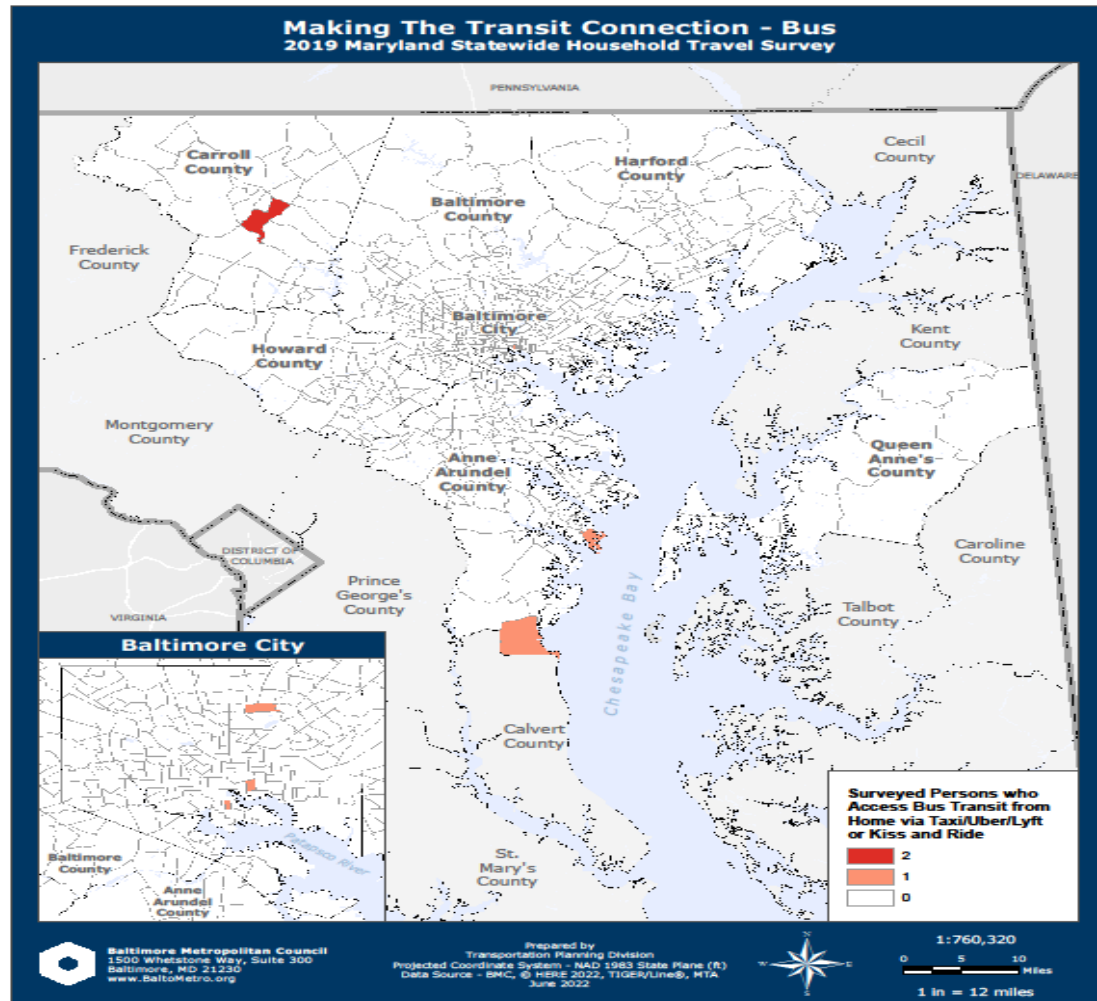 Making The Transit Connection - Bus
2019 Maryland Statewide Household Travel Survey
PENNSYLVANIA
Carroll
County
Harford
County
Cecil
County
DELAWARE
Baltimore
County
Frederick
County
Baltimore
City
Kent
County
Howard
County
Montgomery
County
Anne
Arundel
County
Queen
Anne's
County
DISTRICT OF
COLUMBIA
Caroline
County
Prince
George's
County
VIRGINIA
Talbot
County
Chesapeake Bay
Calvert
County
St.
Mary's
County
Baltimore City
Patapsco River
Baltimore
County
Anne
Arundel
County
Surveyed Persons who
Access Bus Transit from
Home via Taxi/Uber/Lyft
or Kiss and Ride
2
1
0
Baltimore Metropolitan Council
1500 Whetstone Way, Suite 300
Baltimore, MD 21230
www.BaltoMetro.org
Prepared by
Transportation Planning Division
Projected Coordinate System - NAD 1983 State Plane (ft)
Data Source - BMC, © HERE 2022, TIGER/Line®, MTA
June 2022
N
W
E
S
1:760,320
0 5 10
Miles
1 in = 12 miles